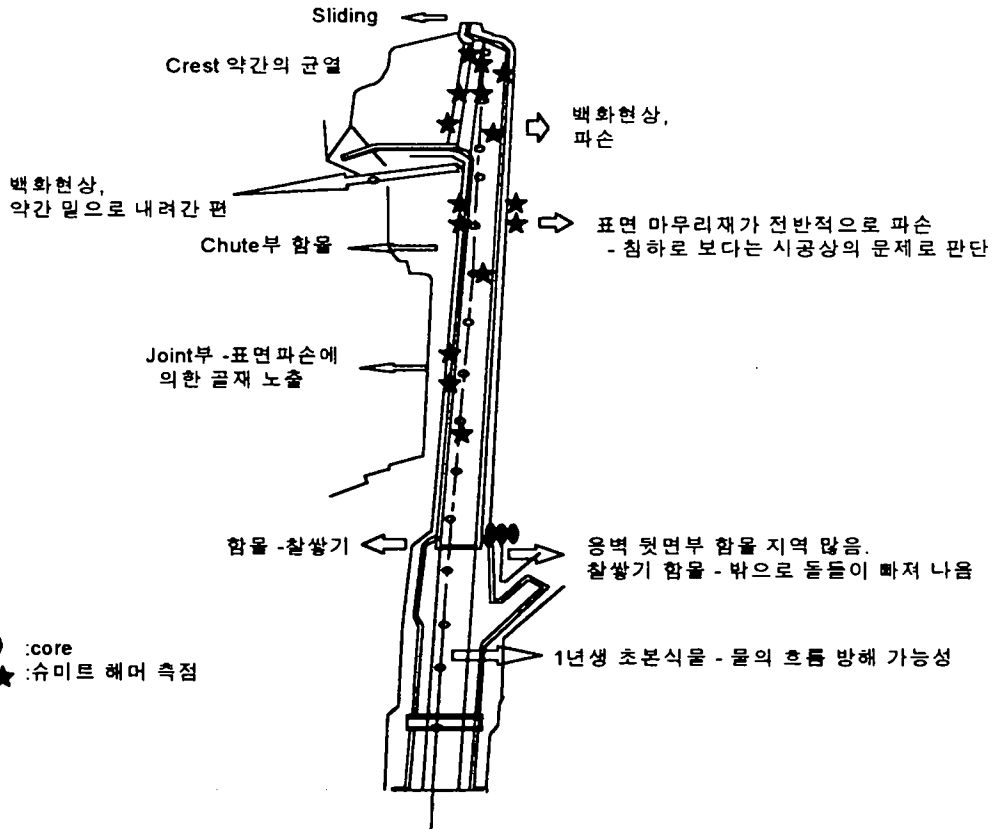 Sliding
Crest 약간의 균열
백화현상,
파손
백화현상,
약간 밑으로 내려간 편
표면 마무리재가 전반적으로 파손
- 침하로 보다는 시공상의 문제로 판단
Chute부 함몰
Joint부 -표면파손에
의한 골재 노출
함몰 -찰쌓기
옹벽 뒷면부 함몰 지역 많음.
찰쌓기 함몰 - 밖으로 돌들이 빠져 나옴
1년생 초본식물 - 물의 흐름 방해 가능성
:core
:슈미트 해머 측점